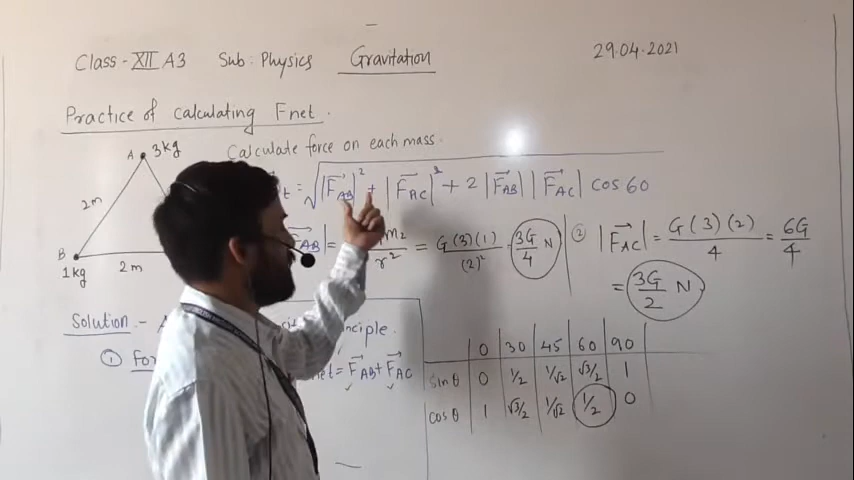 Class - XII A3 Sub : Physics Gravitation 29.04.2021
Practice of calculating Fnet.
Calculate force on each mass.
A 3kg
2m
B
1kg
2m
t = √|F⃗AB|² + |F⃗AC|² + 2 |F⃗AB| |F⃗AC| cos 60
AB| = m₂/r² = G(3)(1)/(2)² 3G/4 N
② |F⃗AC| = G(3)(2)/4 = 6G/4
= 3G/2 N
Solution :-
① For
net = F⃗AB + F⃗AC
0 30 45 60 90
sin θ 0 1/2 1/√2 √3/2 1
cos θ 1 √3/2 1/√2 1/2 0